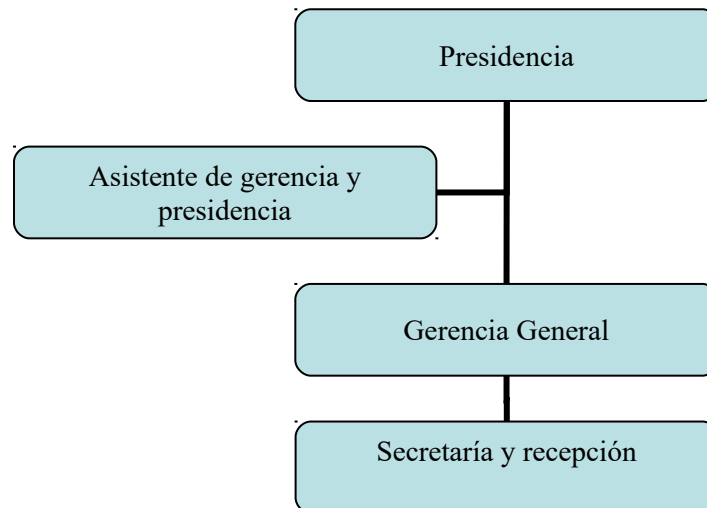 Presidencia
Asistente de gerencia y
presidencia
Gerencia General
Secretaría y recepción